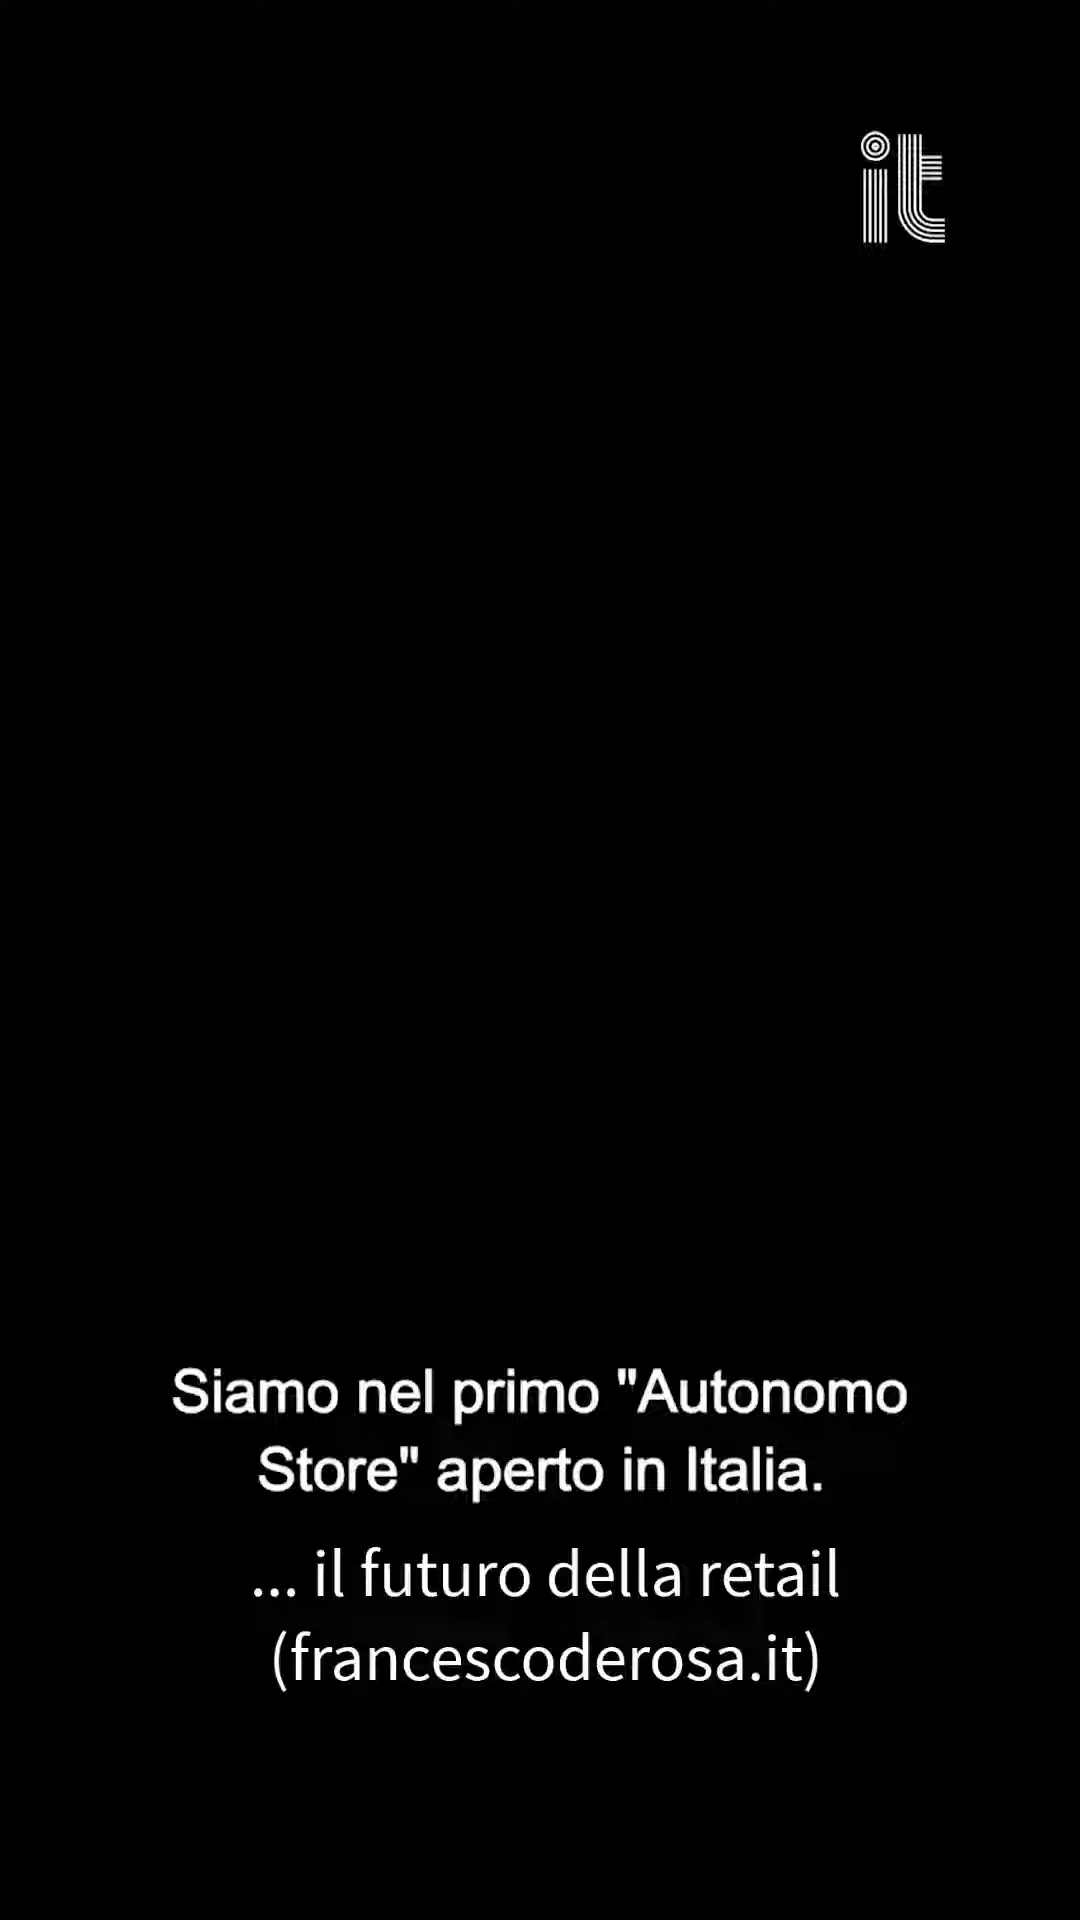 it
Siamo nel primo "Autonomo
Store" aperto in Italia.
... il futuro della retail
(francescoderosa.it)